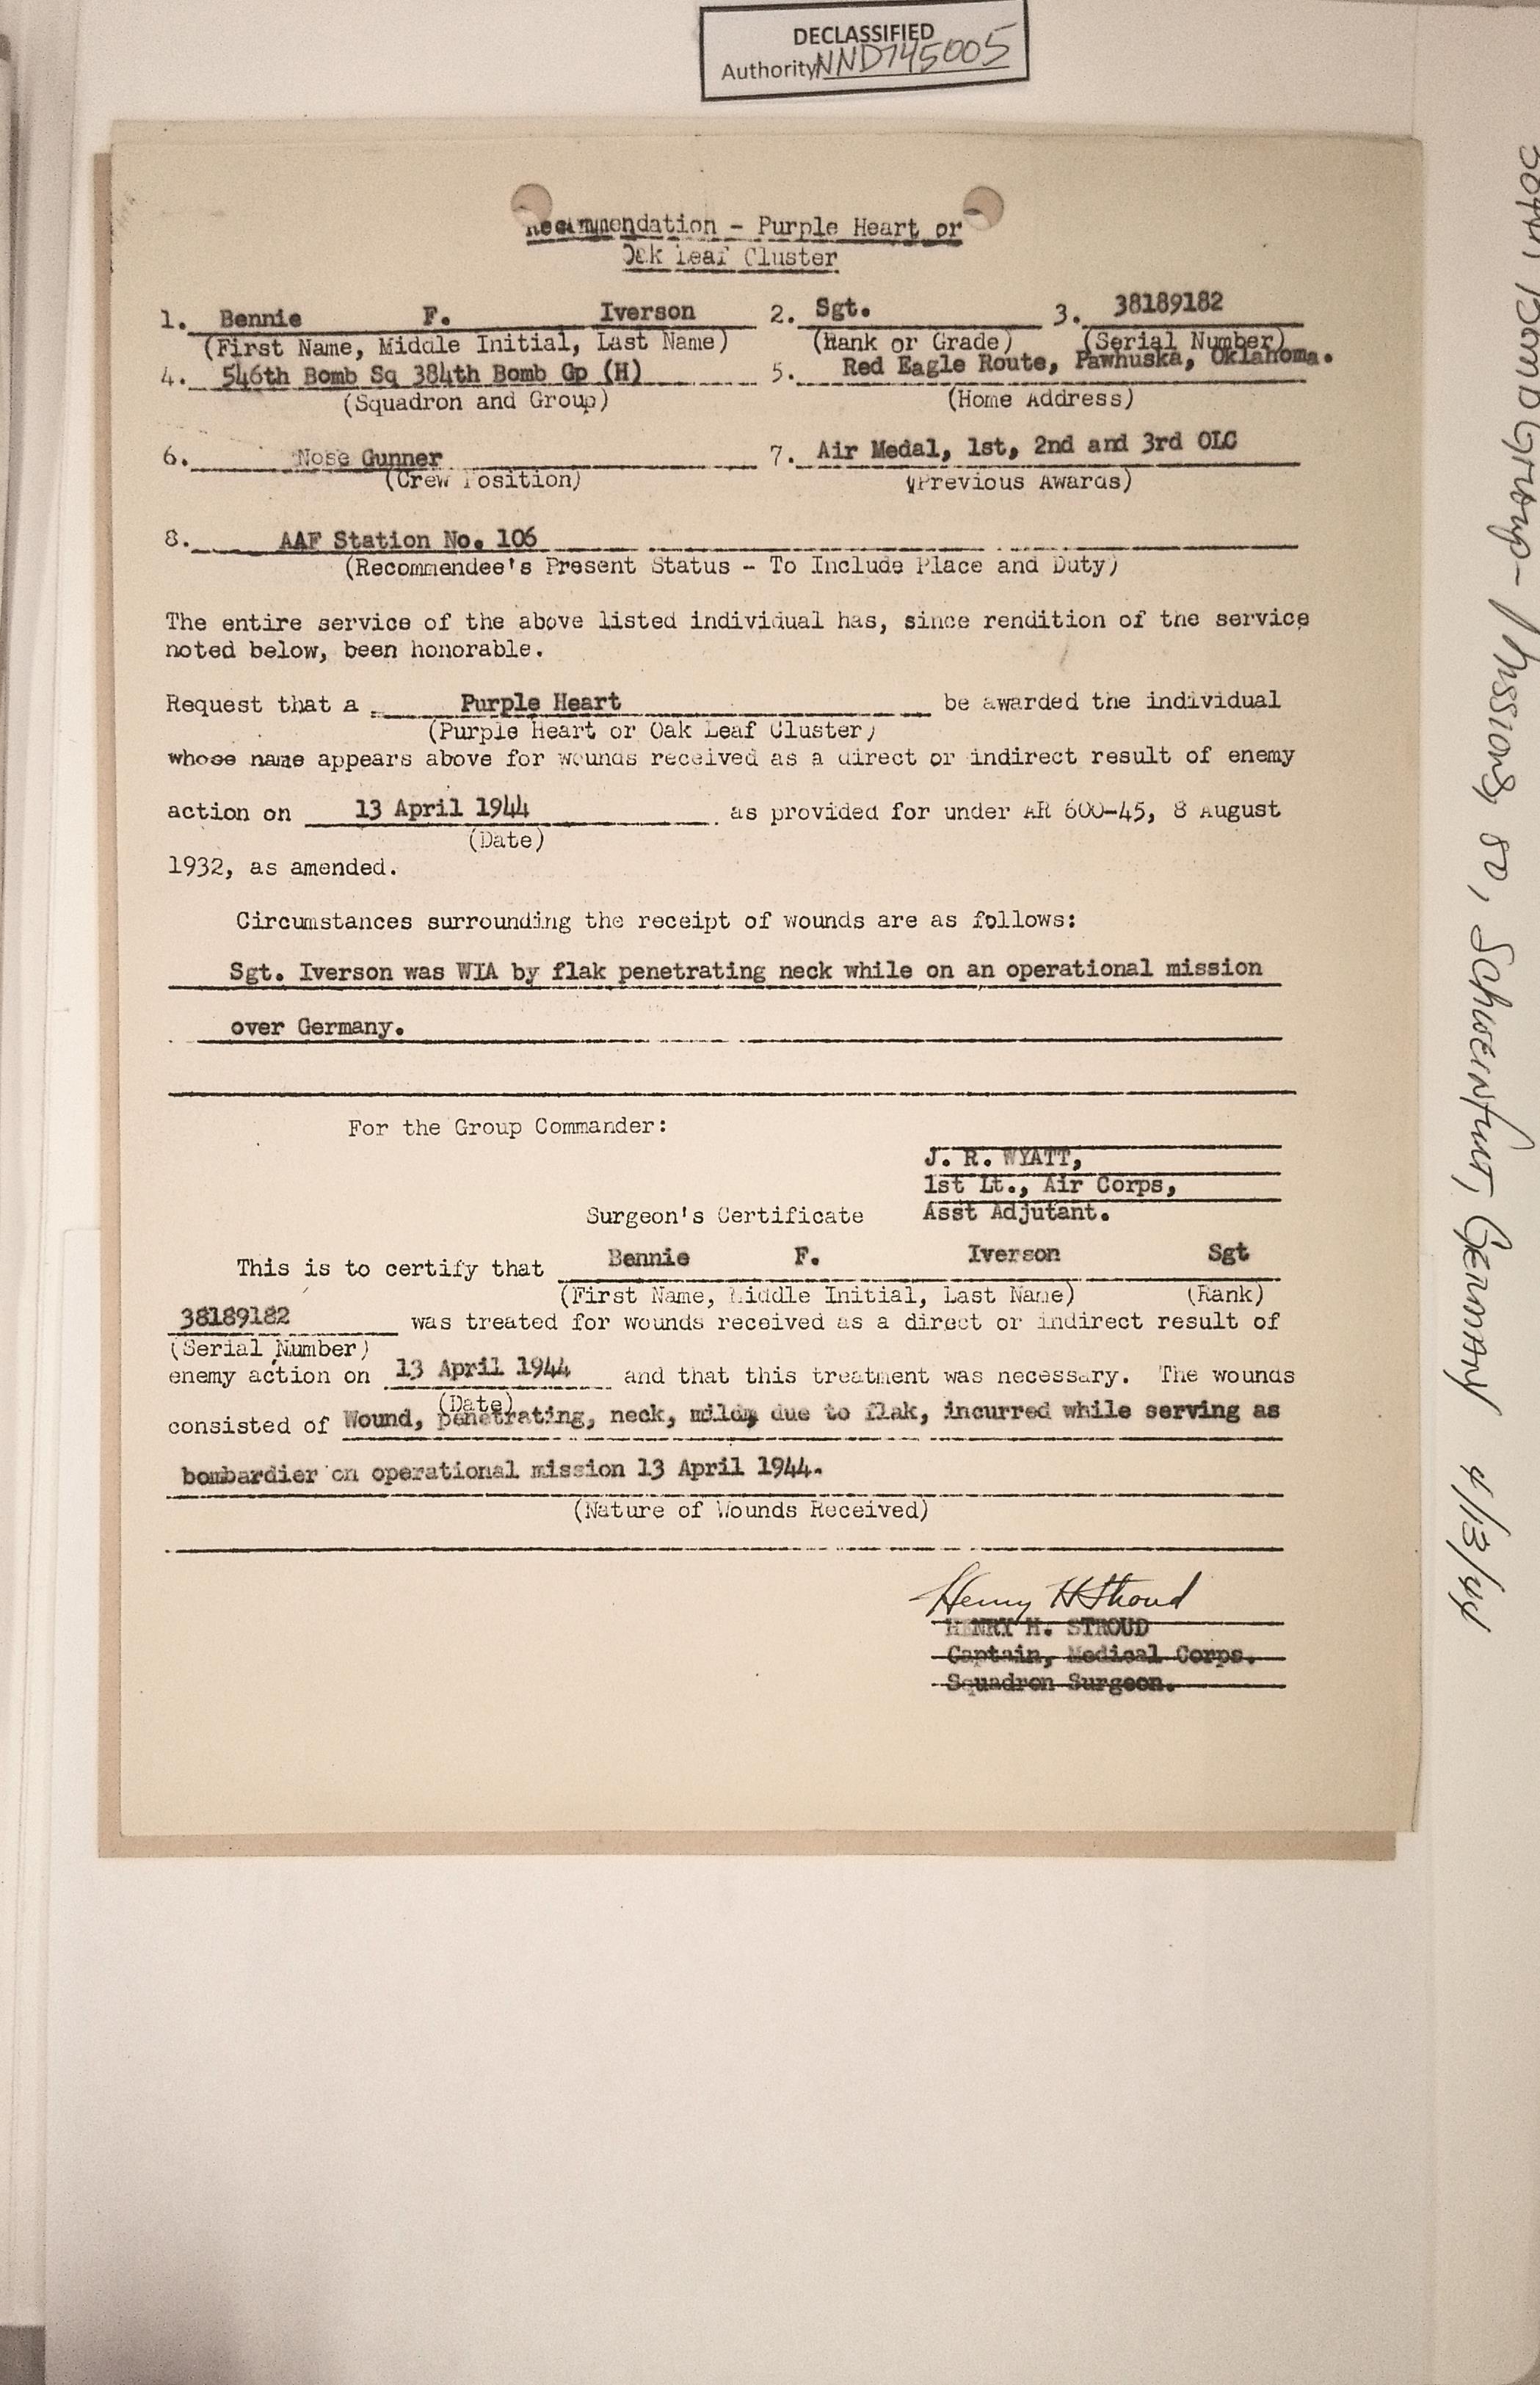 DECLASSIFIED
Authority NND745005
Recommendation - Purple Heart or
Oak Leaf Cluster
1. Bennie F. Iverson 2. Sgt. 3. 38189182
(First Name, Middle Initial, Last Name) (Rank or Grade) (Serial Number)
4. 546th Bomb Sq 384th Bomb Gp (H) 5. Red Eagle Route, Pawhuska, Oklahoma.
(Squadron and Group) (Home Address)
6. Nose Gunner 7. Air Medal, 1st, 2nd and 3rd OLC
(Crew Position) (Previous Awards)
8. AAF Station No. 106
(Recommendee's Present Status - To Include Place and Duty)
The entire service of the above listed individual has, since rendition of the service
noted below, been honorable.
Request that a Purple Heart be awarded the individual
(Purple Heart or Oak Leaf Cluster)
whose name appears above for wounds received as a direct or indirect result of enemy
action on 13 April 1944 as provided for under AR 600-45, 8 August
(Date)
1932, as amended.
Circumstances surrounding the receipt of wounds are as follows:
Sgt. Iverson was WIA by flak penetrating neck while on an operational mission
over Germany.
For the Group Commander:
J. R. WYATT,
1st Lt., Air Corps,
Asst Adjutant.
Surgeon's Certificate
This is to certify that Bennie F. Iverson Sgt
(First Name, Middle Initial, Last Name) (Rank)
38189182 was treated for wounds received as a direct or indirect result of
(Serial Number)
enemy action on 13 April 1944 and that this treatment was necessary. The wounds
(Date)
consisted of Wound, penetrating, neck, mild, due to flak, incurred while serving as
bombardier on operational mission 13 April 1944.
(Nature of Wounds Received)
Henry H Stroud
HENRY H. STROUD
Captain, Medical Corps.
Squadron Surgeon.
384th Bomb Group - Mission 80, Schweinfurt, Germany 4/13/44